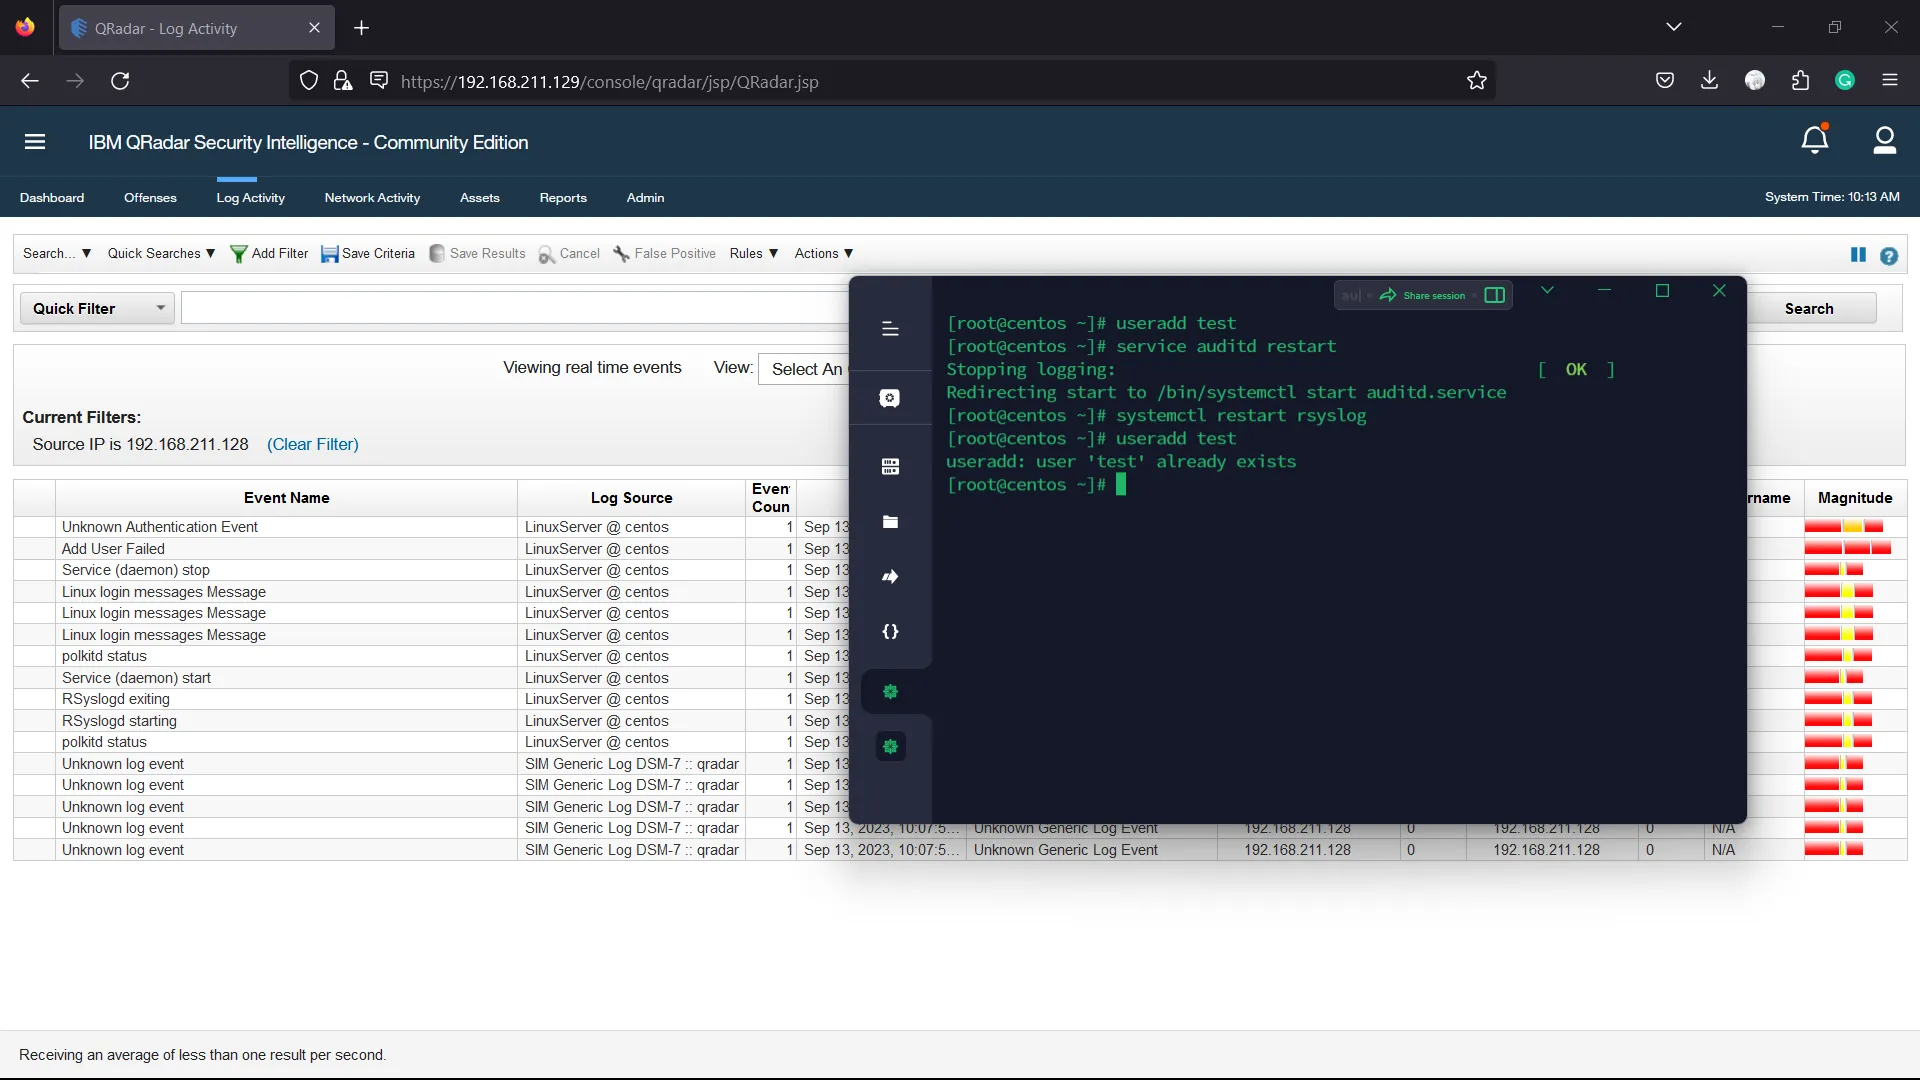 QRadar - Log Activity
https://192.168.211.129/console/qradar/jsp/QRadar.jsp
IBM QRadar Security Intelligence - Community Edition
Dashboard Offenses Log Activity Network Activity Assets Reports Admin System Time: 10:13 AM
Search... ▼ Quick Searches ▼ Add Filter Save Criteria Save Results Cancel False Positive Rules ▼ Actions ▼
Quick Filter Search
Viewing real time events View: Select An
Current Filters:
Source IP is 192.168.211.128 (Clear Filter)
Share session
[root@centos ~]# useradd test
[root@centos ~]# service auditd restart
Stopping logging: [ OK ]
Redirecting start to /bin/systemctl start auditd.service
[root@centos ~]# systemctl restart rsyslog
[root@centos ~]# useradd test
useradd: user 'test' already exists
[root@centos ~]#
Event Name Log Source Even Coun rname Magnitude
Unknown Authentication Event LinuxServer @ centos 1 Sep 13
Add User Failed LinuxServer @ centos 1 Sep 13
Service (daemon) stop LinuxServer @ centos 1 Sep 13
Linux login messages Message LinuxServer @ centos 1 Sep 13
Linux login messages Message LinuxServer @ centos 1 Sep 13
Linux login messages Message LinuxServer @ centos 1 Sep 13
polkitd status LinuxServer @ centos 1 Sep 13
Service (daemon) start LinuxServer @ centos 1 Sep 13
RSyslogd exiting LinuxServer @ centos 1 Sep 13
RSyslogd starting LinuxServer @ centos 1 Sep 13
polkitd status LinuxServer @ centos 1 Sep 13
Unknown log event SIM Generic Log DSM-7 :: qradar 1 Sep 13
Unknown log event SIM Generic Log DSM-7 :: qradar 1 Sep 13
Unknown log event SIM Generic Log DSM-7 :: qradar 1 Sep 13
Unknown log event SIM Generic Log DSM-7 :: qradar 1 Sep 13, 2023, 10:07:5... Unknown Generic Log Event 192.168.211.128 0 192.168.211.128 0 N/A
Unknown log event SIM Generic Log DSM-7 :: qradar 1 Sep 13, 2023, 10:07:5... Unknown Generic Log Event 192.168.211.128 0 192.168.211.128 0 N/A
Receiving an average of less than one result per second.